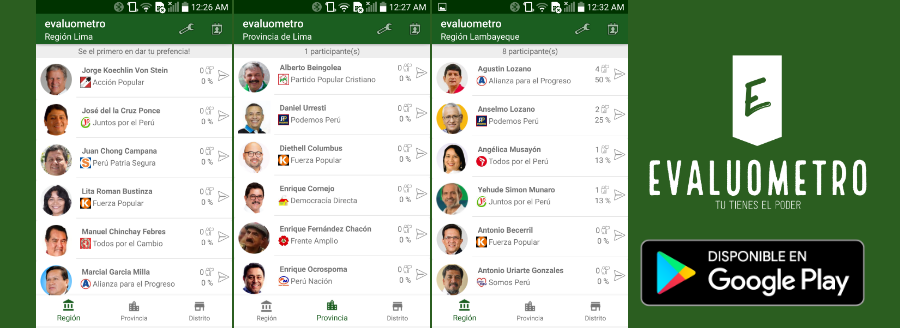 12:26 AM
evaluometro
Región Lima
Se el primero en dar tu prefencia!
Jorge Koechlin Von Stein
Acción Popular
0
0 %
José del la Cruz Ponce
Juntos por el Perú
0
0 %
Juan Chong Campana
Perú Patria Segura
0
0 %
Lita Roman Bustinza
Fuerza Popular
0
0 %
Manuel Chinchay Febres
Todos por el Cambio
0
0 %
Marcial Garcia Milla
Alianza para el Progreso
0
0 %
Región
Provincia
Distrito
12:27 AM
evaluometro
Provincia de Lima
1 participante(s)
Alberto Beingolea
Partido Popular Cristiano
0
0 %
Daniel Urresti
Podemos Perú
0
0 %
Diethell Columbus
Fuerza Popular
0
0 %
Enrique Cornejo
Democracia Directa
0
0 %
Enrique Fernández Chacón
Frente Amplio
0
0 %
Enrique Ocrospoma
Perú Nación
0
0 %
Región
Provincia
Distrito
12:32 AM
evaluometro
Región Lambayeque
8 participante(s)
Agustin Lozano
Alianza para el Progreso
4
50 %
Anselmo Lozano
Podemos Perú
2
25 %
Angélica Musayón
Todos por el Perú
1
13 %
Yehude Simon Munaro
Juntos por el Perú
1
13 %
Antonio Becerril
Fuerza Popular
0
0 %
Antonio Uriarte Gonzales
Somos Perú
0
0 %
Región
Provincia
Distrito
E
EVALUOMETRO
TU TIENES EL PODER
DISPONIBLE EN
Google Play